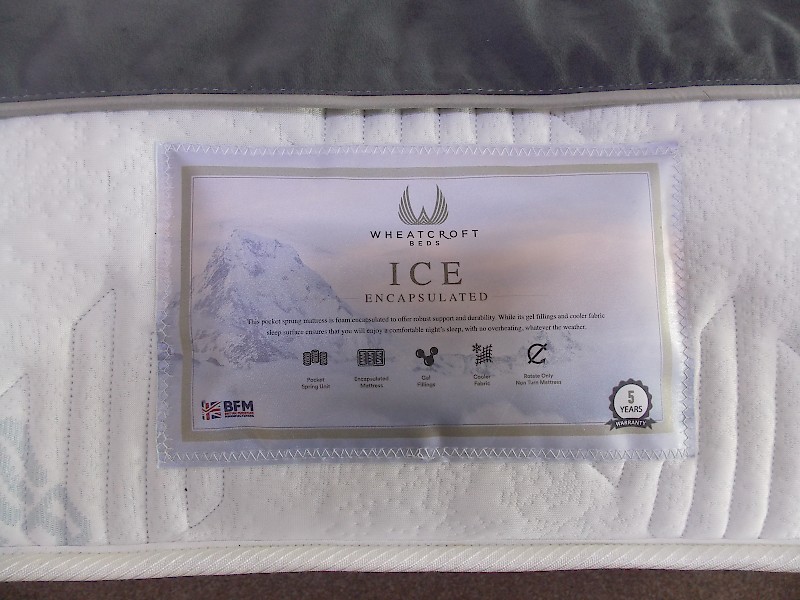 WHEATCROFT
BEDS
ICE
ENCAPSULATED
This pocket sprung mattress is foam encapsulated to offer robust support and durability. While its gel fillings and cooler fabric
sleep surface ensures that you will enjoy a comfortable night's sleep, with no overheating, whatever the weather.
Pocket
Spring Unit
Encapsulated
Mattress
Gel
Fillings
Cooler
Fabric
Rotate Only
Non Turn Mattress
BFM
5
YEARS
WARRANTY